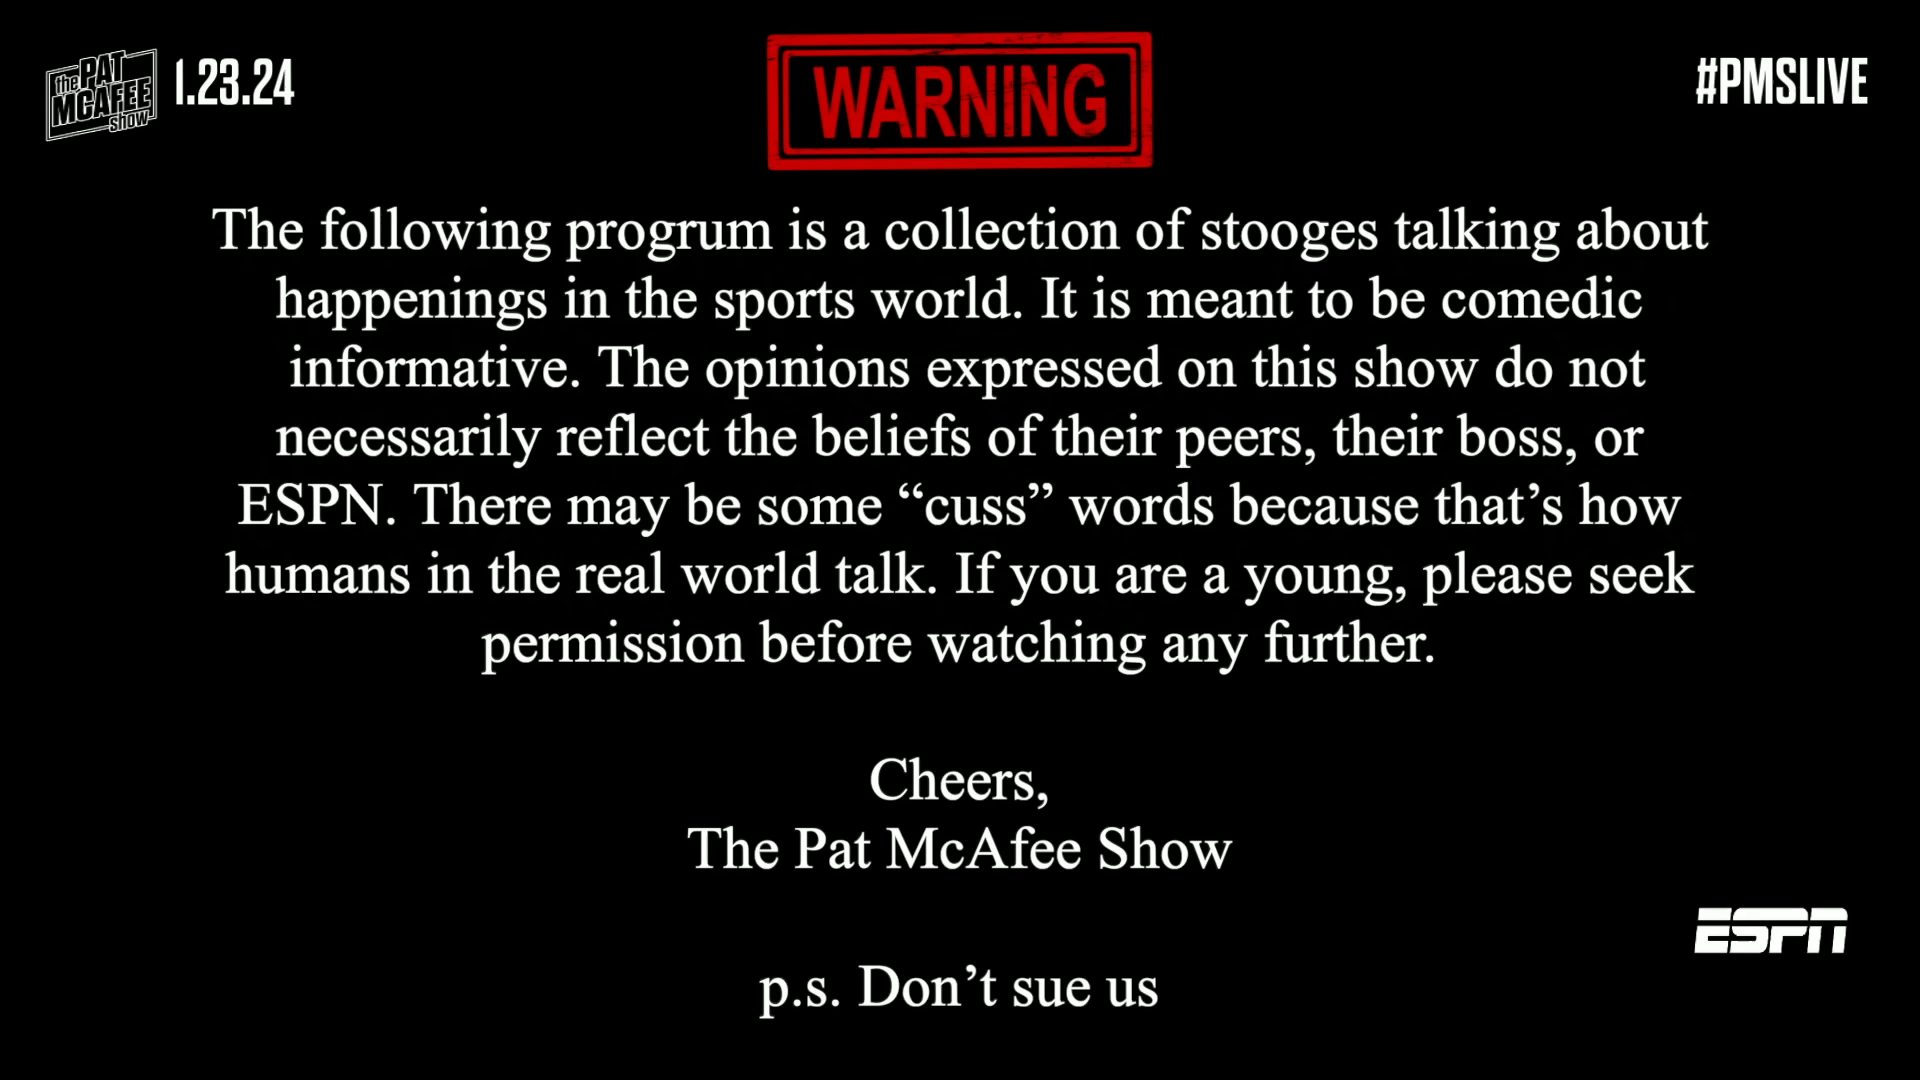 the PAT
MCAFEE
show
1.23.24
WARNING
#PMSLIVE
The following progrum is a collection of stooges talking about
happenings in the sports world. It is meant to be comedic
informative. The opinions expressed on this show do not
necessarily reflect the beliefs of their peers, their boss, or
ESPN. There may be some “cuss” words because that’s how
humans in the real world talk. If you are a young, please seek
permission before watching any further.
Cheers,
The Pat McAfee Show
ESPN
p.s. Don’t sue us